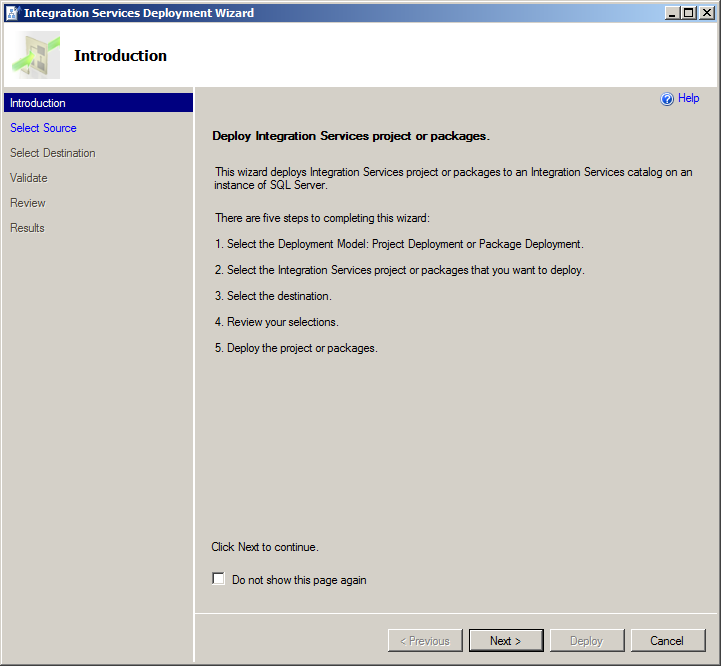 Integration Services Deployment Wizard
Introduction
Introduction
Select Source
Select Destination
Validate
Review
Results
Help
Deploy Integration Services project or packages.
This wizard deploys Integration Services project or packages to an Integration Services catalog on an
instance of SQL Server.
There are five steps to completing this wizard:
1. Select the Deployment Model: Project Deployment or Package Deployment.
2. Select the Integration Services project or packages that you want to deploy.
3. Select the destination.
4. Review your selections.
5. Deploy the project or packages.
Click Next to continue.
Do not show this page again
< Previous
Next >
Deploy
Cancel